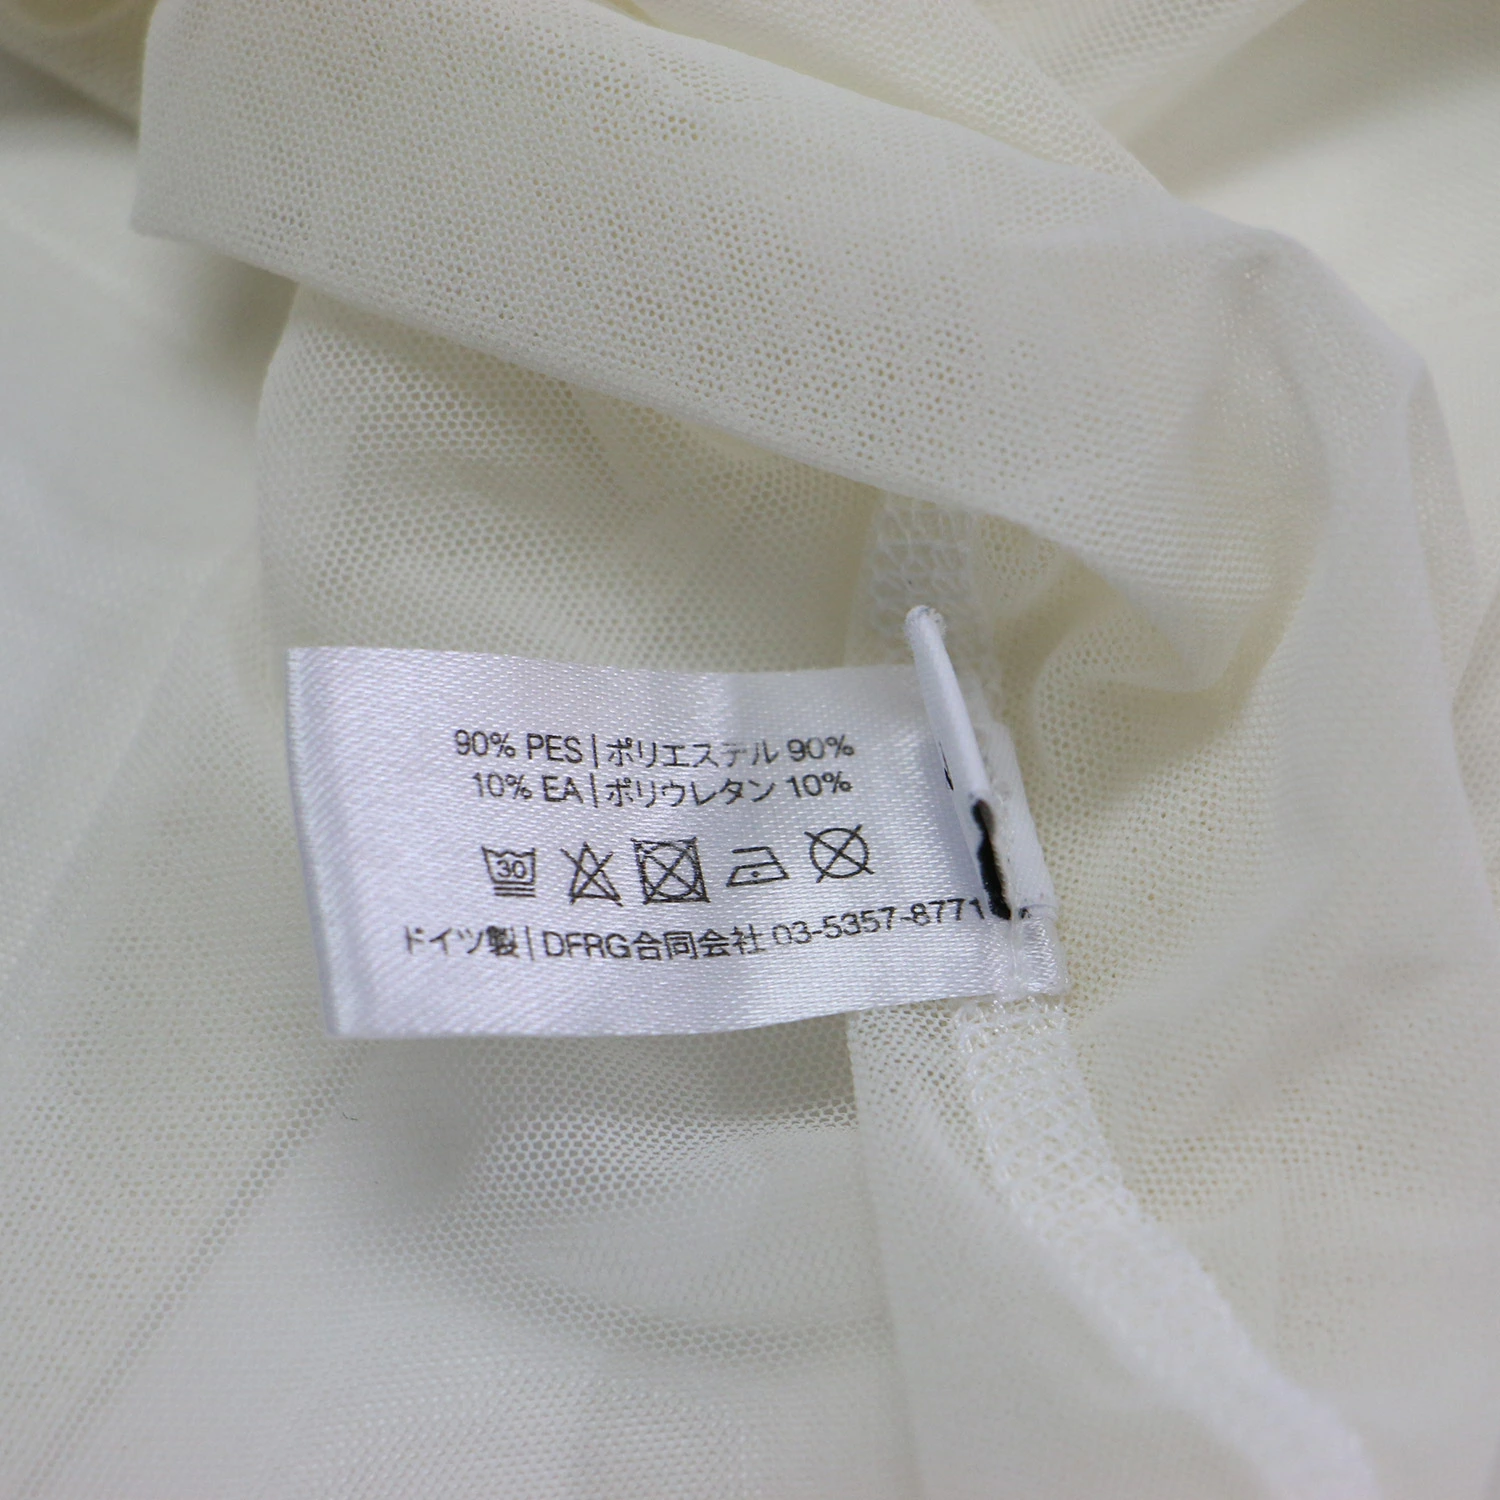 90% PES | ポリエステル 90%
10% EA | ポリウレタン 10%
30
ドイツ製 | DFRG合同会社 03-5357-8771